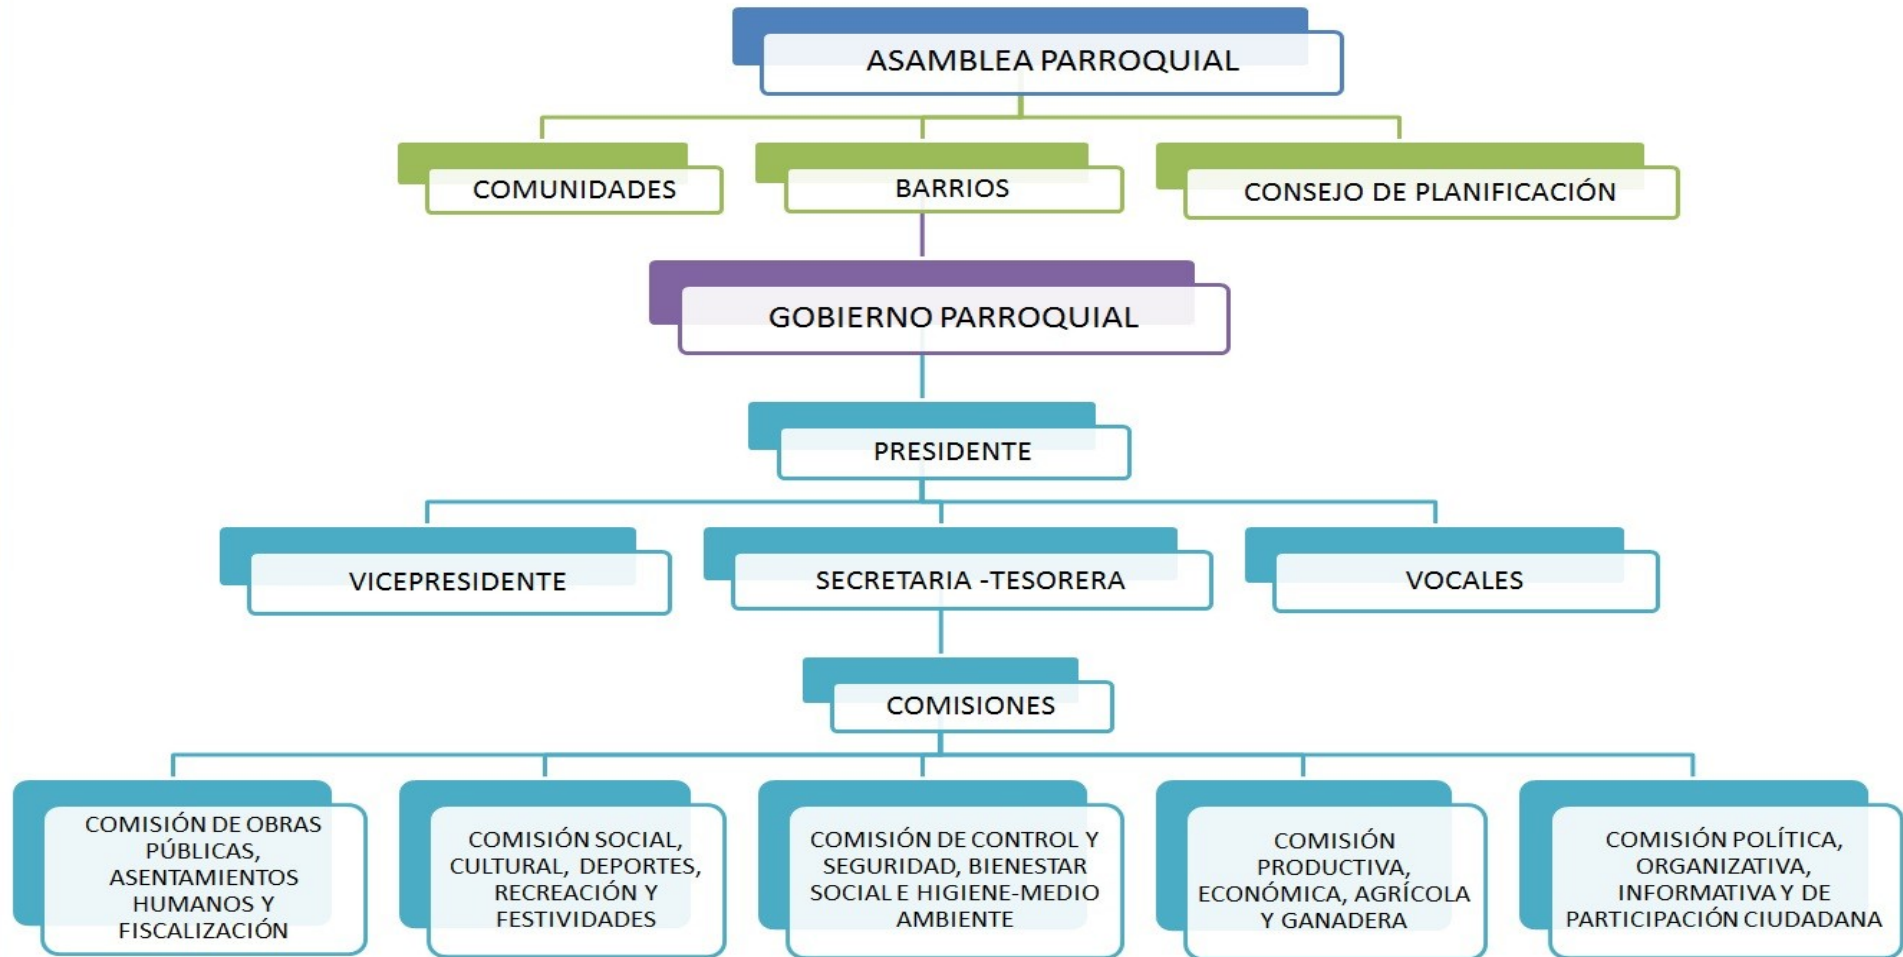 ASAMBLEA PARROQUIAL
COMUNIDADES
BARRIOS
CONSEJO DE PLANIFICACIÓN
GOBIERNO PARROQUIAL
PRESIDENTE
VICEPRESIDENTE
SECRETARIA -TESORERA
VOCALES
COMISIONES
COMISIÓN DE OBRAS
PÚBLICAS,
ASENTAMIENTOS
HUMANOS Y
FISCALIZACIÓN
COMISIÓN SOCIAL,
CULTURAL, DEPORTES,
RECREACIÓN Y
FESTIVIDADES
COMISIÓN DE CONTROL Y
SEGURIDAD, BIENESTAR
SOCIAL E HIGIENE-MEDIO
AMBIENTE
COMISIÓN
PRODUCTIVA,
ECONÓMICA, AGRÍCOLA
Y GANADERA
COMISIÓN POLÍTICA,
ORGANIZATIVA,
INFORMATIVA Y DE
PARTICIPACIÓN CIUDADANA